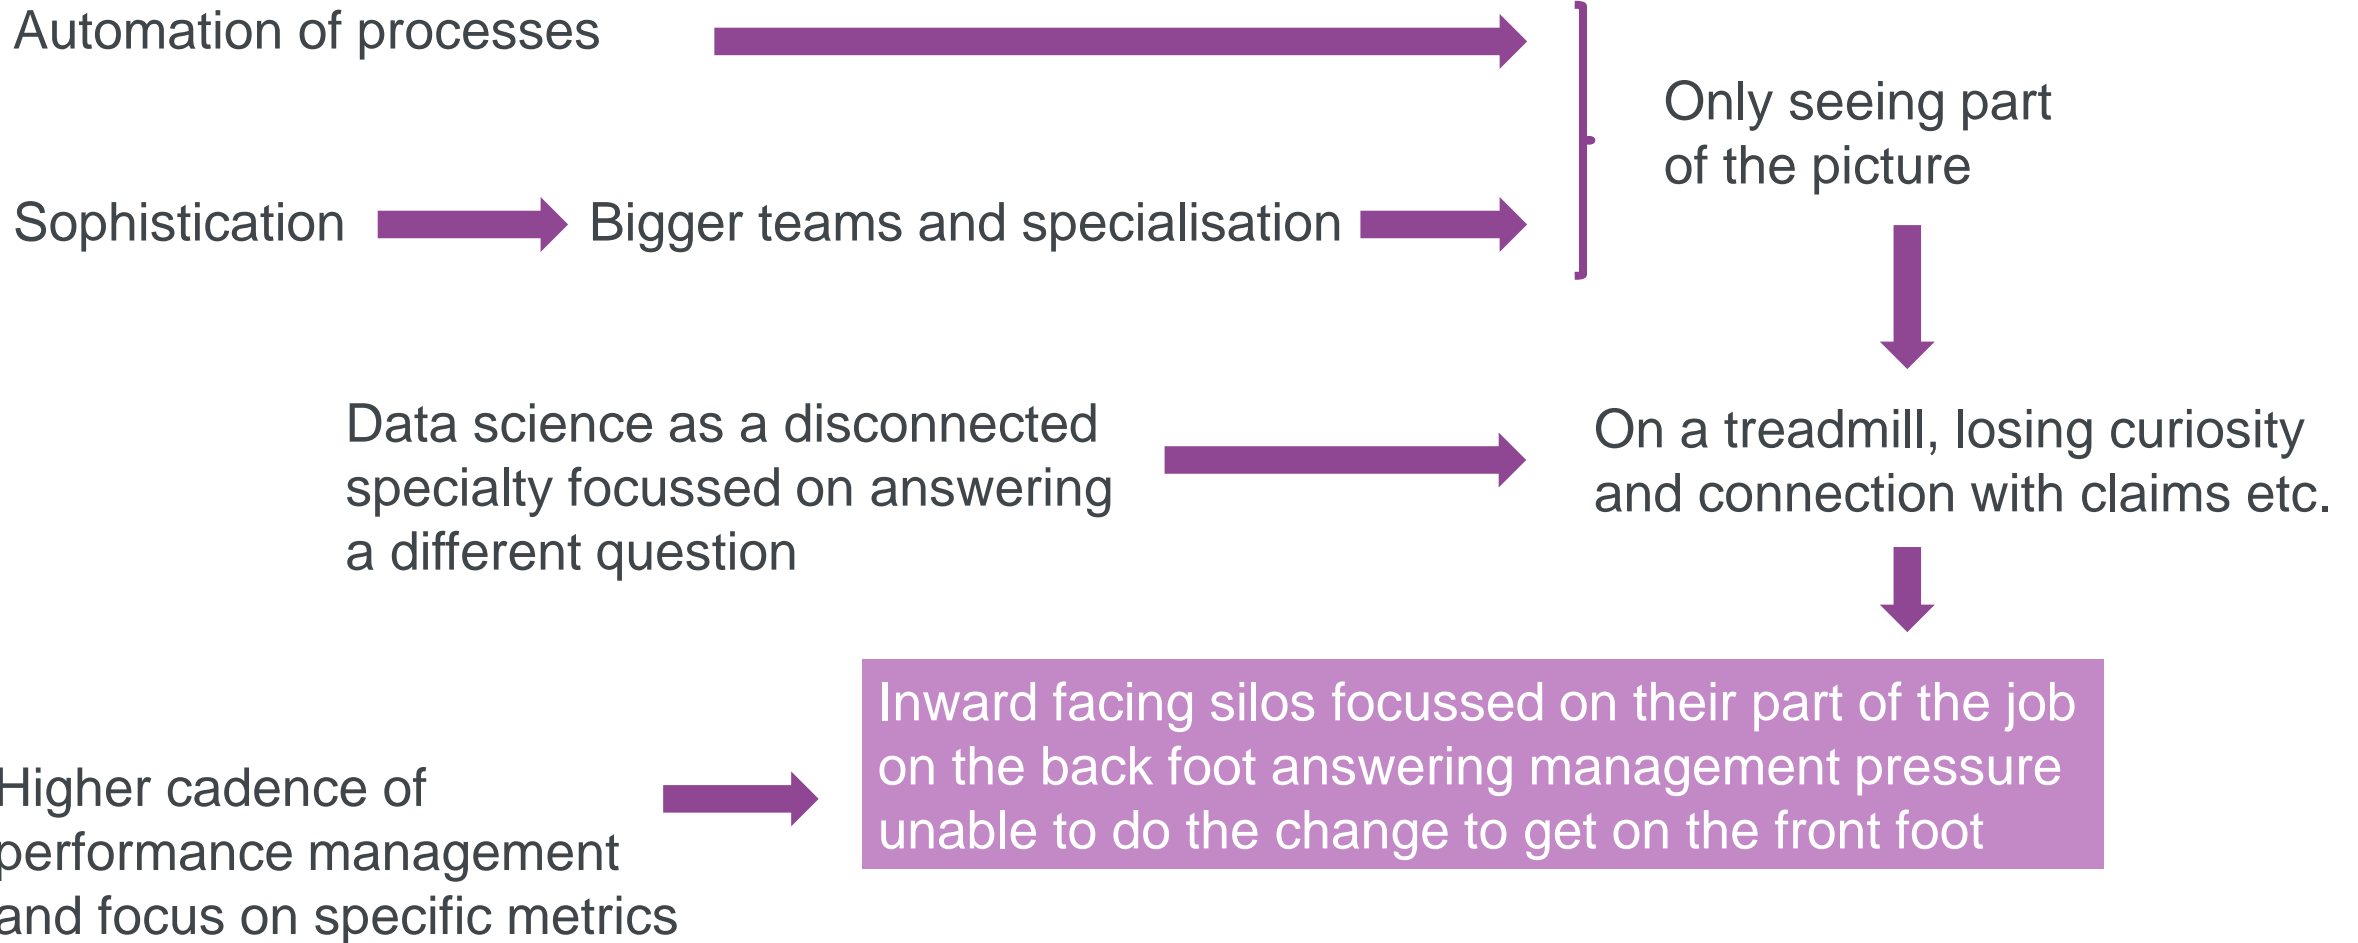 Automation of processes
Only seeing part
of the picture
Sophistication
Bigger teams and specialisation
Data science as a disconnected
specialty focussed on answering
a different question
On a treadmill, losing curiosity
and connection with claims etc.
Inward facing silos focussed on their part of the job
on the back foot answering management pressure
unable to do the change to get on the front foot
Higher cadence of
performance management
and focus on specific metrics